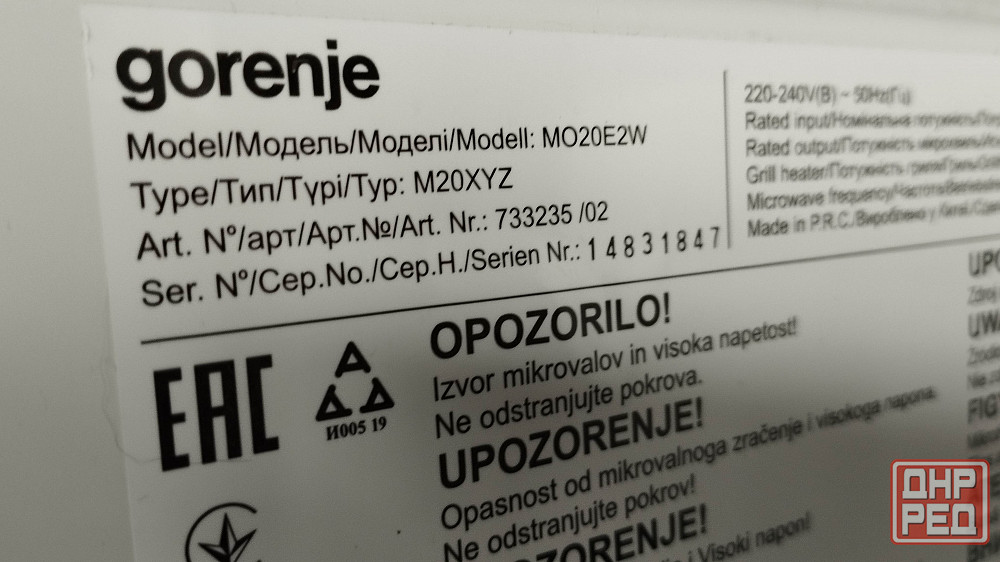 gorenje
Model/Модель/Моделі/Modell: MO20E2W
Type/Тип/Typi/Typ: M20XYZ
Art. N°/арт/Арт.№/Art. Nr.: 733235 /02
Ser. N°/Сер.No./Сер.Н./Serien Nr.: 14831847
220-240V(В) ~ 50Hz(Гц)
Rated input/Номінальна
Rated output/Потужність
Grill heater/Потужність
Microwave frequency/Частота
Made in P.R.C./Вироблено у
EAC
И005 19
OPOZORILO!
Izvor mikrovalov in visoka napetost!
Ne odstranjujte pokrova.
UPOZORENJE!
Opasnost od mikrovalnoga zračenje i visokoga napona.
Ne odstranjujte pokrov!
i Visoki napon!
ДНР
РЕД